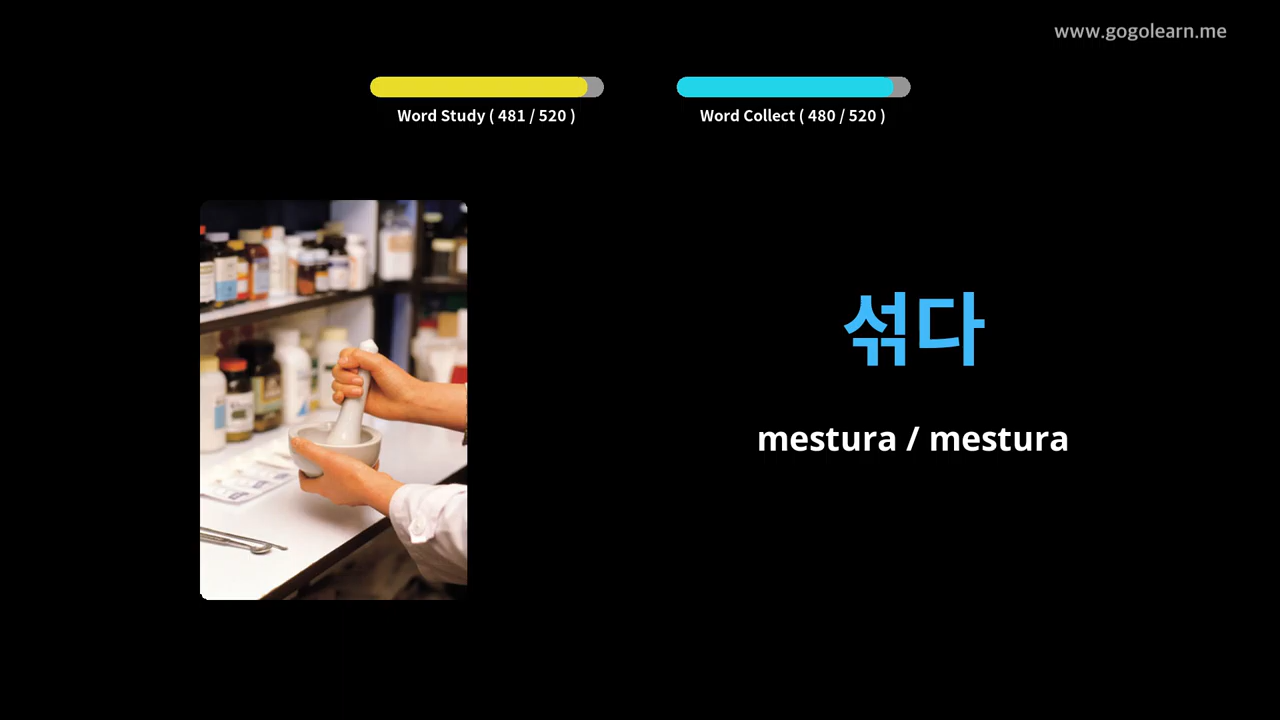 www.gogolearn.me
Word Study ( 481 / 520 )
Word Collect ( 480 / 520 )
섞다
mestura / mestura